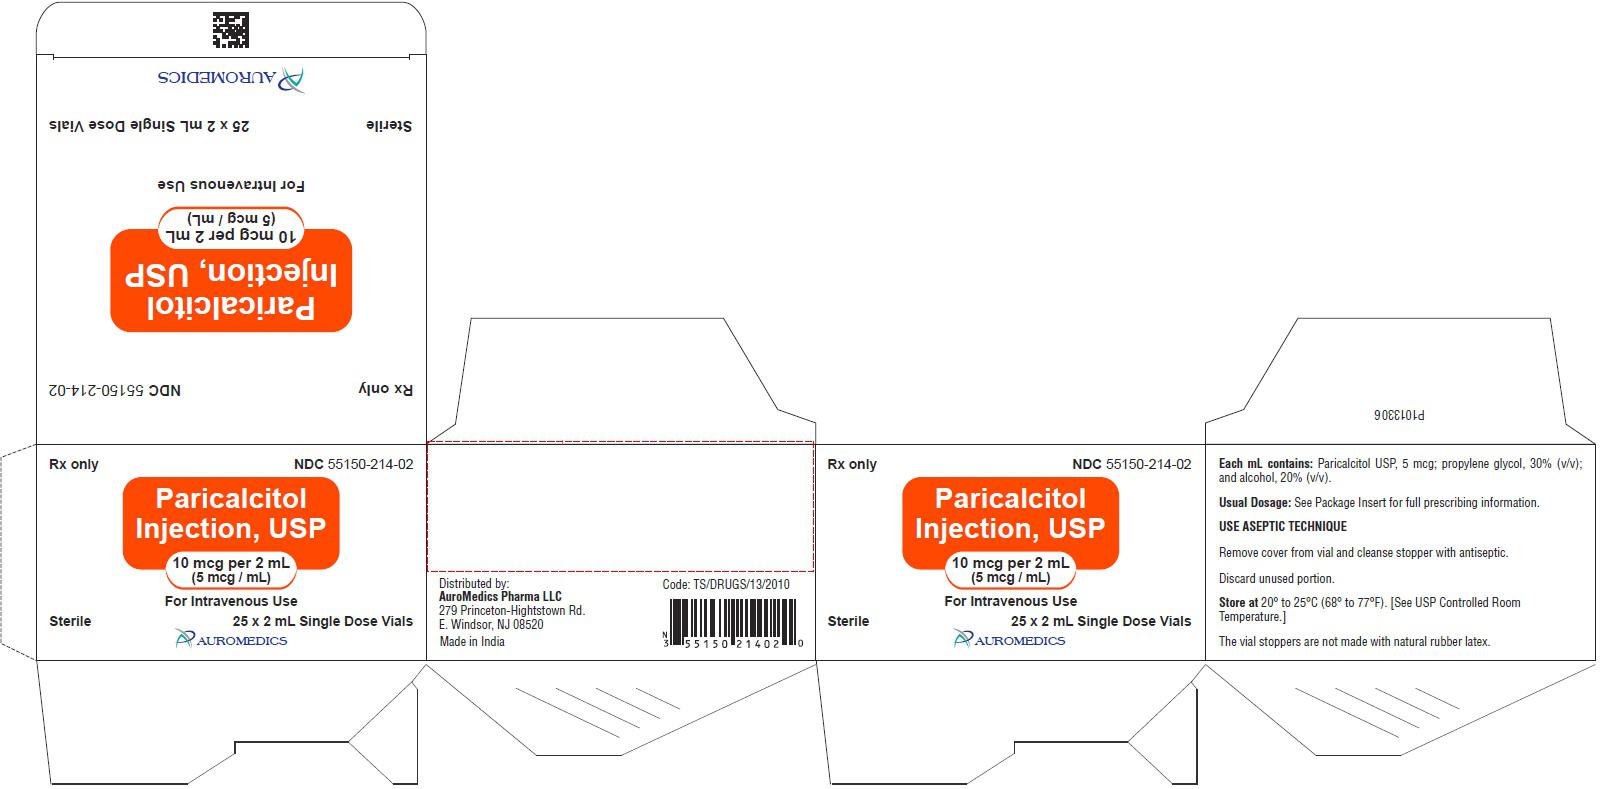 AUROMEDICS
Sterile
25 x 2 mL Single Dose Vials
For Intravenous Use
10 mcg per 2 mL
(5 mcg / mL)
Paricalcitol
Injection, USP
Rx only
NDC 55150-214-02
Rx only
NDC 55150-214-02
Paricalcitol
Injection, USP
10 mcg per 2 mL
(5 mcg / mL)
For Intravenous Use
Sterile
25 x 2 mL Single Dose Vials
AUROMEDICS
Distributed by:
AuroMedics Pharma LLC
279 Princeton-Hightstown Rd.
E. Windsor, NJ 08520
Made in India
Code: TS/DRUGS/13/2010
N
3 55150 21402 0
Rx only
NDC 55150-214-02
Paricalcitol
Injection, USP
10 mcg per 2 mL
(5 mcg / mL)
For Intravenous Use
Sterile
25 x 2 mL Single Dose Vials
AUROMEDICS
P1013306
Each mL contains: Paricalcitol USP, 5 mcg; propylene glycol, 30% (v/v);
and alcohol, 20% (v/v).
Usual Dosage: See Package Insert for full prescribing information.
USE ASEPTIC TECHNIQUE
Remove cover from vial and cleanse stopper with antiseptic.
Discard unused portion.
Store at 20º to 25ºC (68º to 77ºF). [See USP Controlled Room
Temperature.]
The vial stoppers are not made with natural rubber latex.